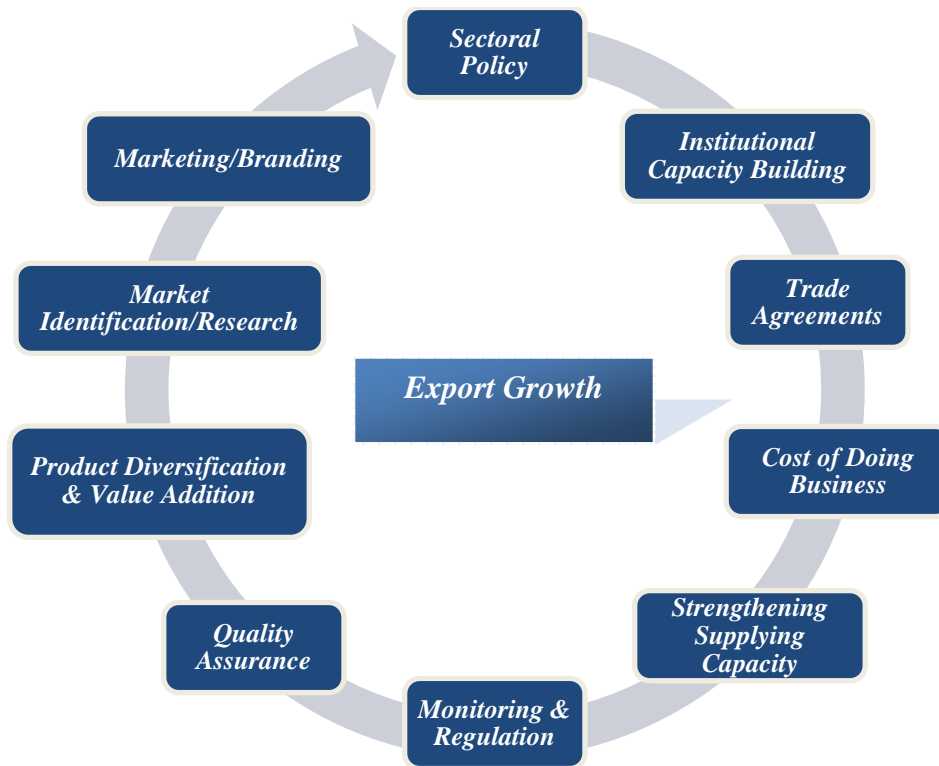 Sectoral
Policy
Institutional
Capacity Building
Trade
Agreements
Cost of Doing
Business
Strengthening
Supplying
Capacity
Monitoring &
Regulation
Quality
Assurance
Product Diversification
& Value Addition
Market
Identification/Research
Marketing/Branding
Export Growth